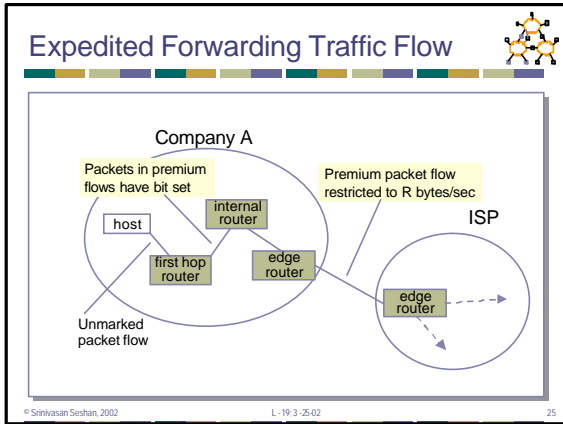 Expedited Forwarding Traffic Flow
Company A
Packets in premium
flows have bit set
Premium packet flow
restricted to R bytes/sec
ISP
internal
router
host
first hop
router
edge
router
edge
router
Unmarked
packet flow
© Srinivasan Seshan, 2002
L -19; 3 -25-02
25